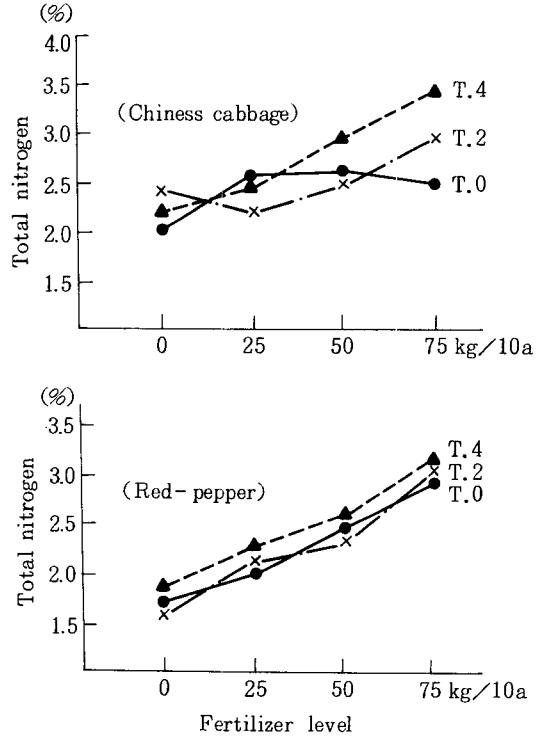 (%)
4.0
3.5
3.0
2.5
2.0
1.5
Total nitrogen
(Chiness cabbage)
T.4
T.2
T.0
0 25 50 75 kg/10a
(%)
3.5
3.0
2.0
1.5
Total nitrogen
(Red-pepper)
T.4
T.2
T.0
0 25 50 75 kg/10a
Fertilizer level